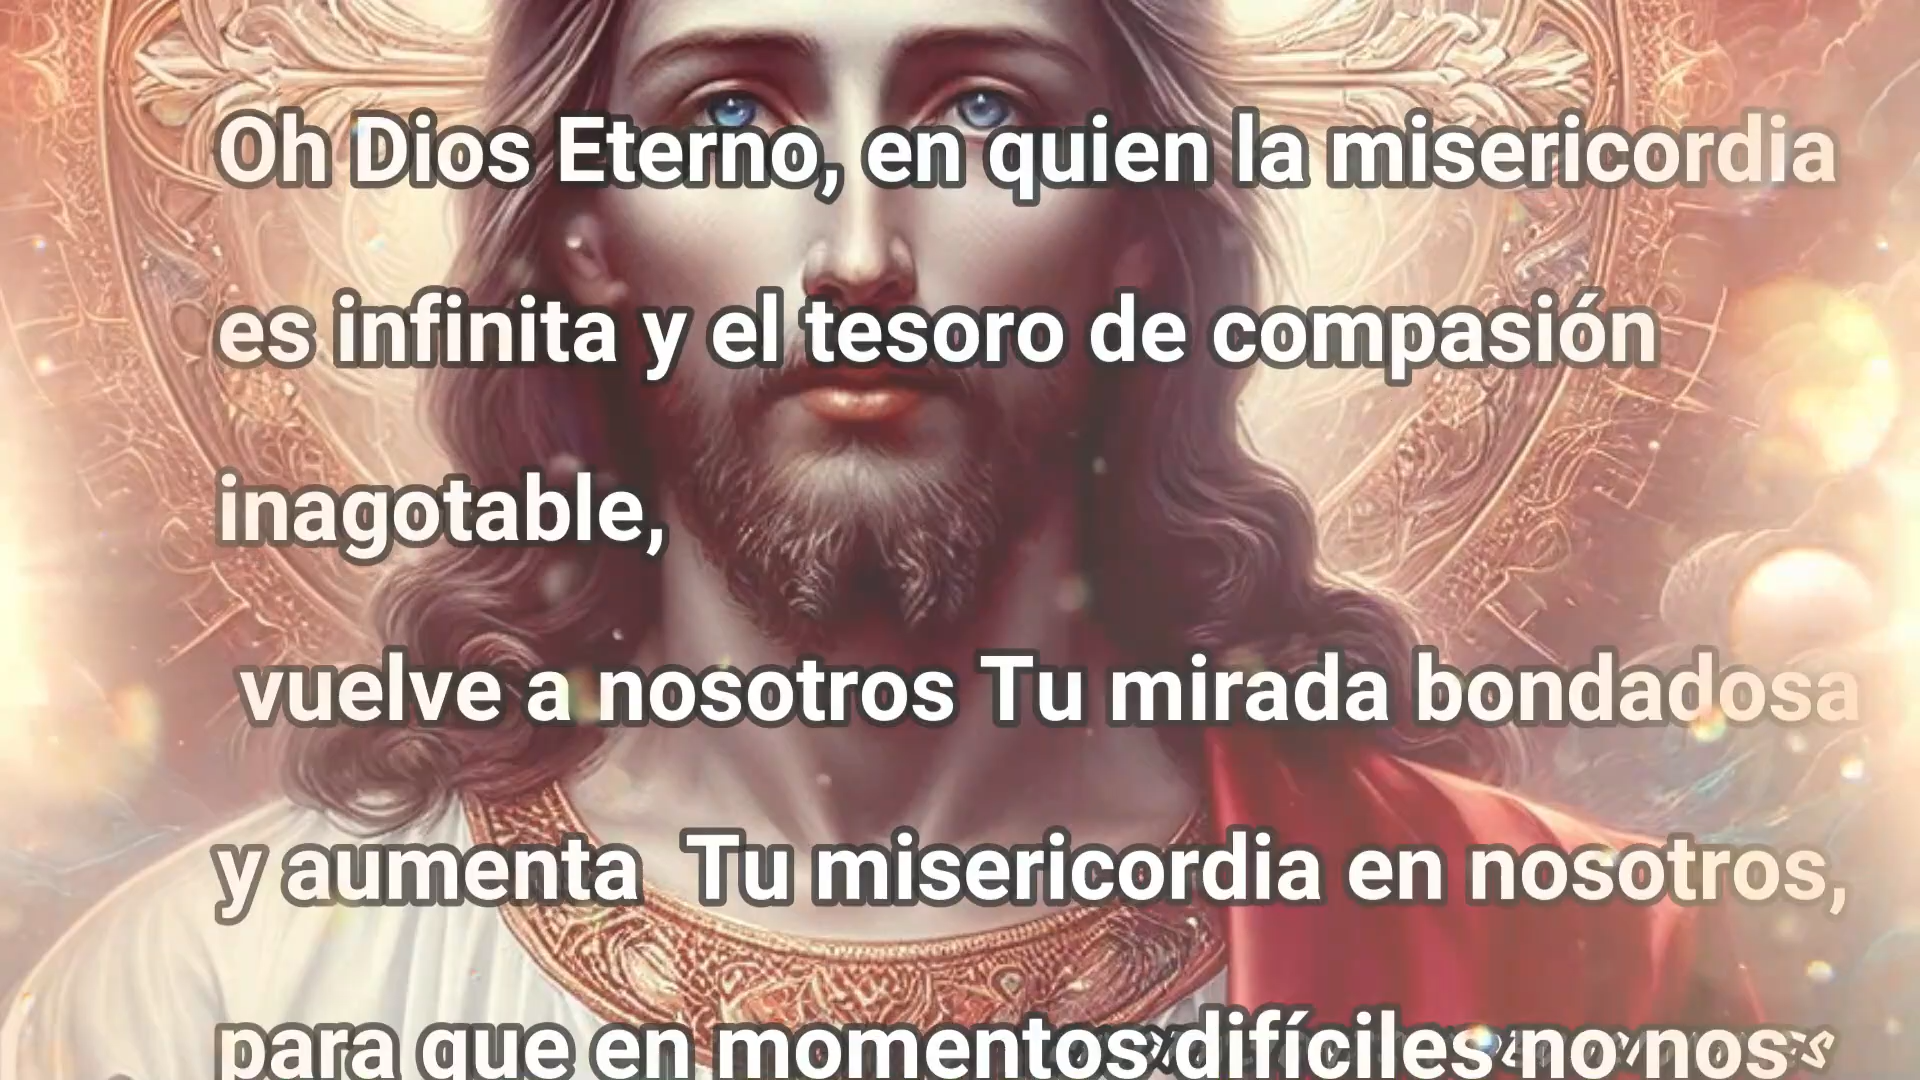 Oh Dios Eterno, en quien la misericordia
es infinita y el tesoro de compasión
inagotable,
vuelve a nosotros Tu mirada bondadosa
y aumenta Tu misericordia en nosotros,
para que en momentos difíciles no nos